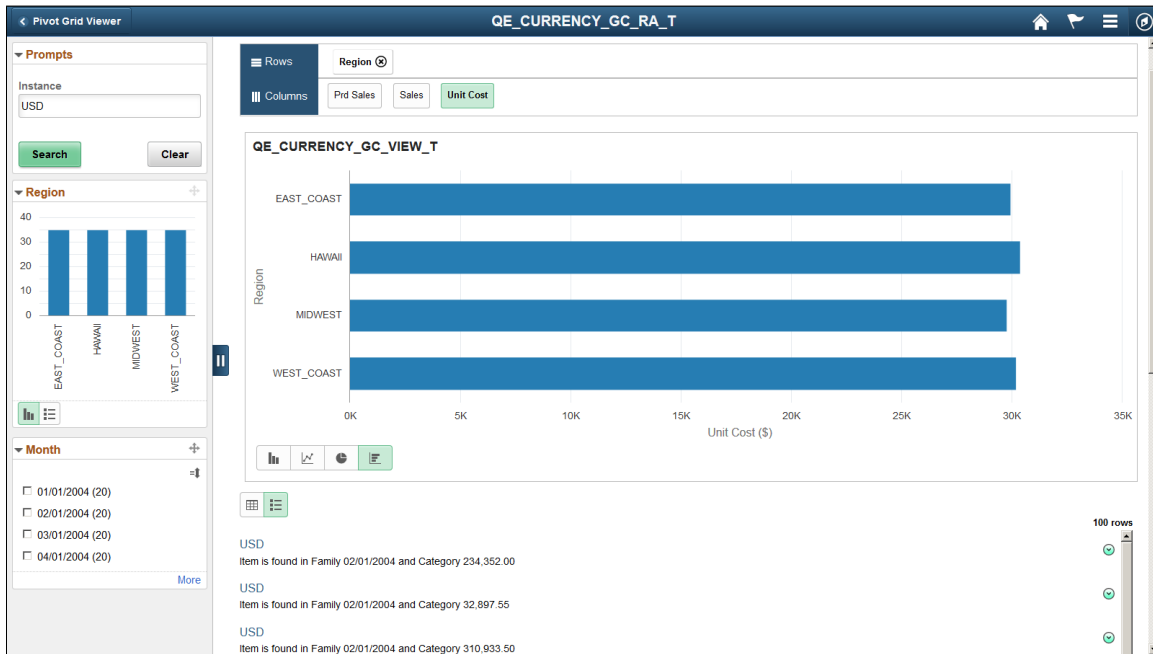 Pivot Grid Viewer
QE_CURRENCY_GC_RA_T
Prompts
Instance
USD
Search
Clear
Region
40
30
20
10
0
EAST_COAST
HAWAII
MIDWEST
WEST_COAST
Month
01/01/2004 (20)
02/01/2004 (20)
03/01/2004 (20)
04/01/2004 (20)
More
Rows
Region
Columns
Prd Sales
Sales
Unit Cost
QE_CURRENCY_GC_VIEW_T
Region
EAST_COAST
HAWAII
MIDWEST
WEST_COAST
0K 5K 10K 15K 20K 25K 30K 35K
Unit Cost ($)
100 rows
USD
Item is found in Family 02/01/2004 and Category 234,352.00
USD
Item is found in Family 02/01/2004 and Category 32,897.55
USD
Item is found in Family 02/01/2004 and Category 310,933.50